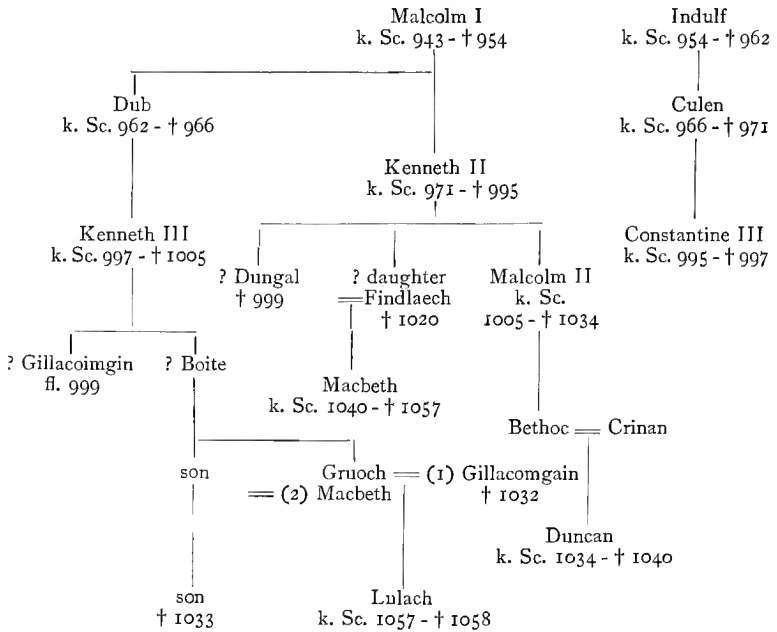 Malcolm I
k. Sc. 943 - † 954
Indulf
k. Sc. 954 - † 962
Dub
k. Sc. 962 - † 966
Culen
k. Sc. 966 - † 971
Kenneth II
k. Sc. 971 - † 995
Kenneth III
k. Sc. 997 - † 1005
Constantine III
k. Sc. 995 - † 997
? Dungal
† 999
? daughter
Findlaech
† 1020
Malcolm II
k. Sc.
1005 - † 1034
? Gillacoimgin
fl. 999
? Boite
Macbeth
k. Sc. 1040 - † 1057
Bethoc = Crinan
son
Gruoch = (1) Gillacomgain
= (2) Macbeth
† 1032
Duncan
k. Sc. 1034 - † 1040
son
† 1033
Lulach
k. Sc. 1057 - † 1058